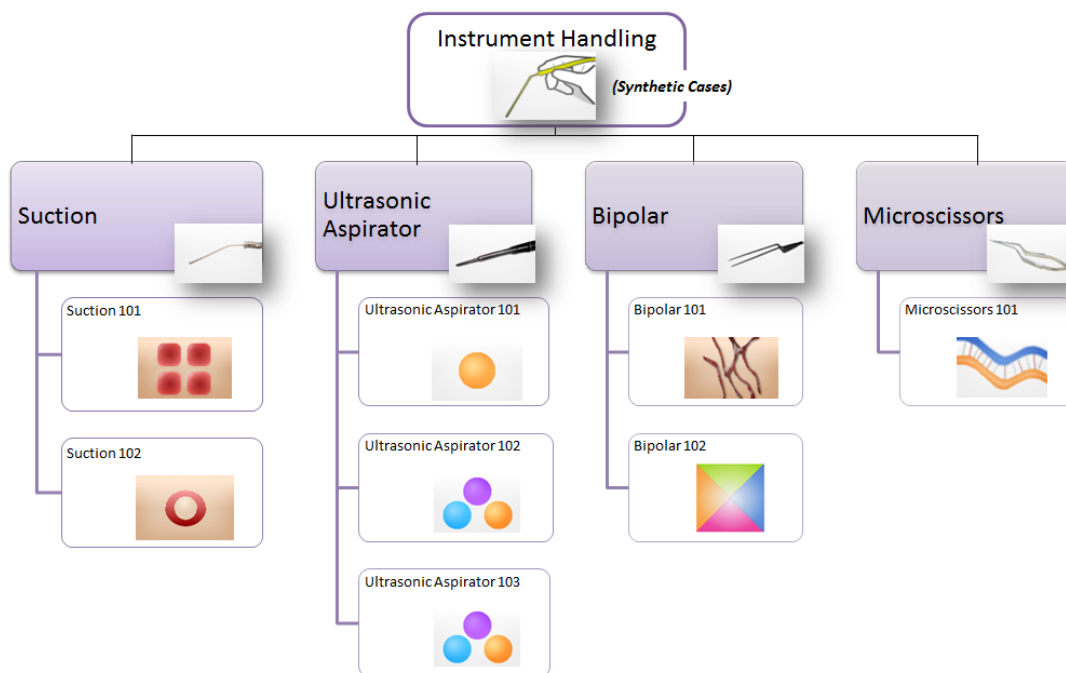 Instrument Handling
(Synthetic Cases)
Suction
Ultrasonic
Aspirator
Bipolar
Microscissors
Suction 101
Ultrasonic Aspirator 101
Bipolar 101
Microscissors 101
Suction 102
Ultrasonic Aspirator 102
Bipolar 102
Ultrasonic Aspirator 103